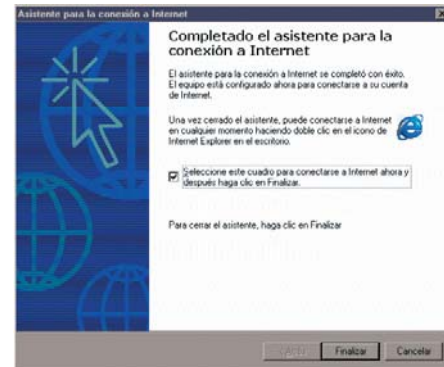 Asistente para la conexión a Internet
Completado el asistente para la
conexión a Internet
El asistente para la conexión a Internet se completó con éxito.
El equipo está configurado ahora para conectarse a su cuenta
de Internet.
Una vez cerrado el asistente, puede conectarse a Internet
en cualquier momento haciendo doble clic en el icono de
Internet Explorer en el escritorio.
Seleccione este cuadro para conectarse a Internet ahora y
después haga clic en Finalizar.
Para cerrar el asistente, haga clic en Finalizar
Finalizar Cancelar